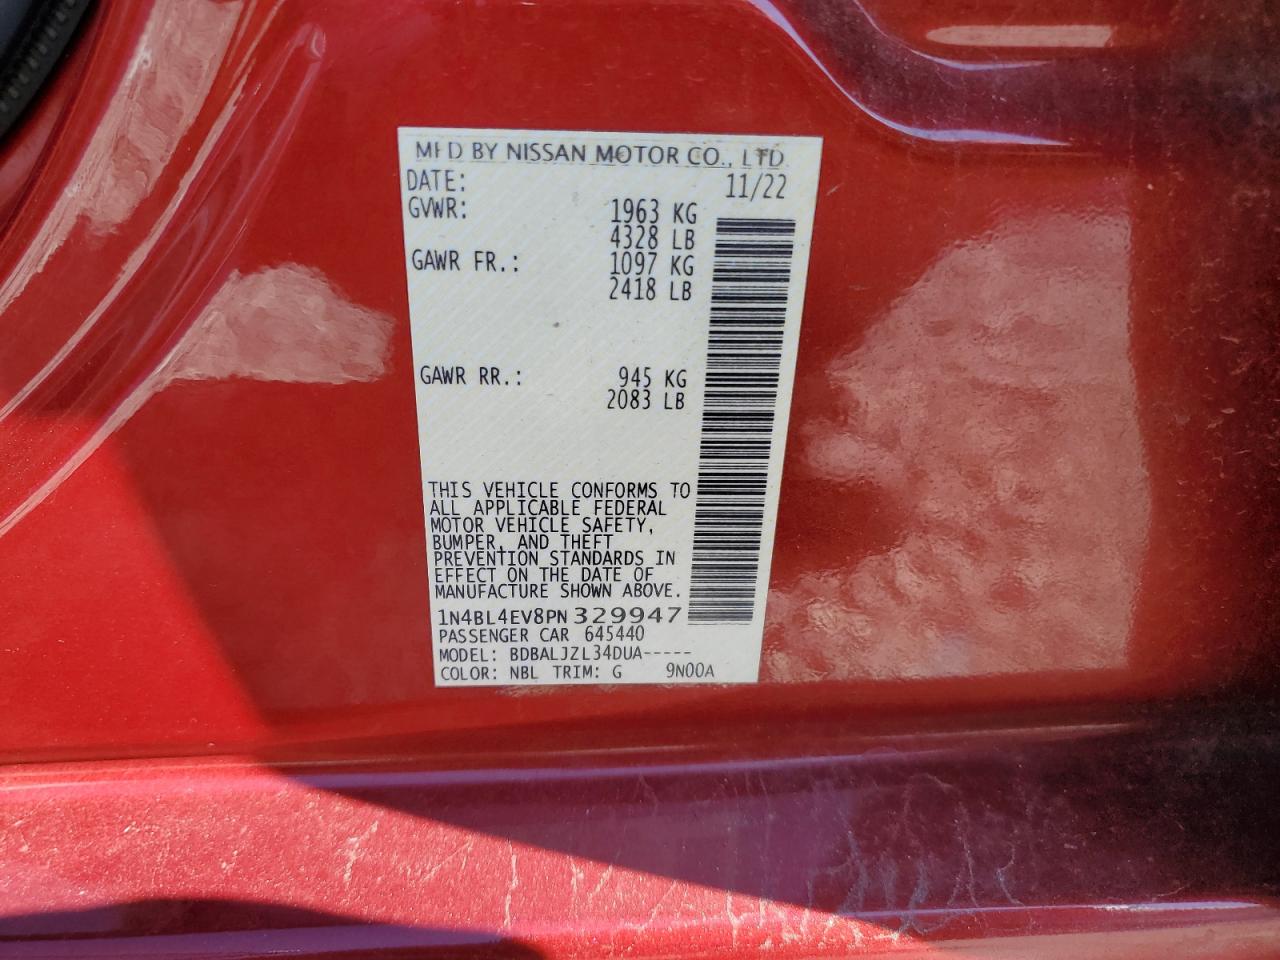 MFD BY NISSAN MOTOR CO., LTD.
DATE: 11/22
GVWR: 1963 KG
4328 LB
GAWR FR.: 1097 KG
2418 LB
GAWR RR.: 945 KG
2083 LB
THIS VEHICLE CONFORMS TO
ALL APPLICABLE FEDERAL
MOTOR VEHICLE SAFETY,
BUMPER, AND THEFT
PREVENTION STANDARDS IN
EFFECT ON THE DATE OF
MANUFACTURE SHOWN ABOVE.
1N4BL4EV8PN329947
PASSENGER CAR 645440
MODEL: BDBALJZL34DUA-----
COLOR: NBL TRIM: G 9N00A